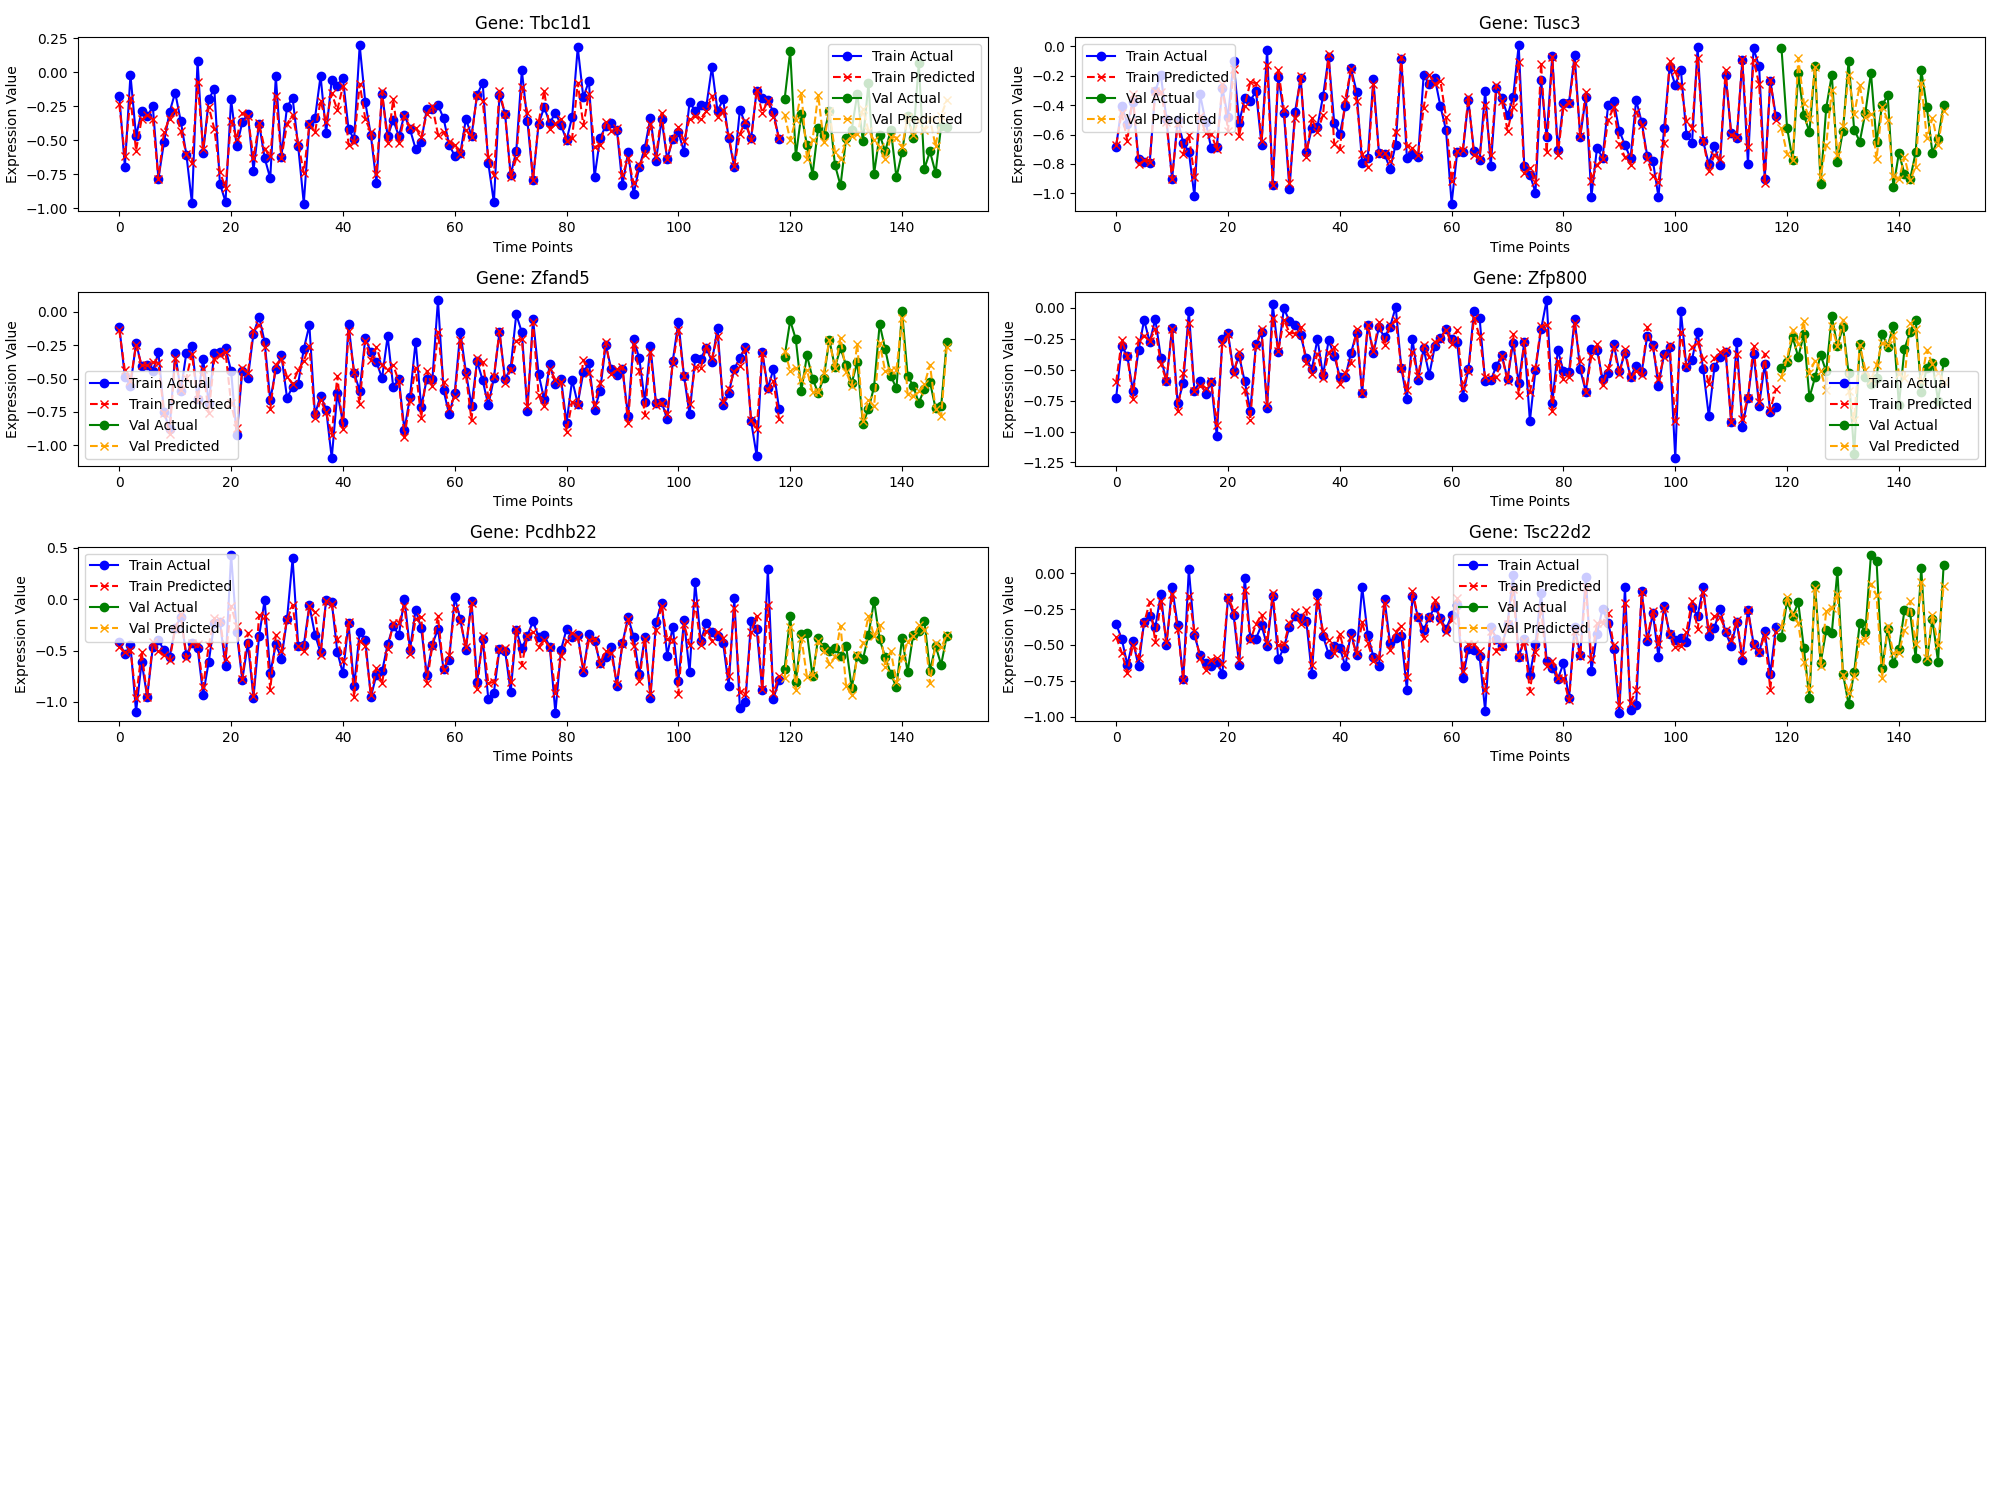 Gene: Tbc1d1
Expression Value
0.25
0.00
−0.25
−0.50
−0.75
−1.00
Train Actual
Train Predicted
Val Actual
Val Predicted
0 20 40 60 80 100 120 140
Time Points
Gene: Tusc3
Expression Value
0.0
−0.2
−0.4
−0.6
−0.8
−1.0
Train Actual
Train Predicted
Val Actual
Val Predicted
0 20 40 60 80 100 120 140
Time Points
Gene: Zfand5
Expression Value
0.00
−0.25
−0.50
−0.75
−1.00
Train Actual
Train Predicted
Val Actual
Val Predicted
0 20 40 60 80 100 120 140
Time Points
Gene: Zfp800
Expression Value
0.00
−0.25
−0.50
−0.75
−1.00
−1.25
Train Actual
Train Predicted
Val Actual
Val Predicted
0 20 40 60 80 100 120 140
Time Points
Gene: Pcdhb22
Expression Value
0.5
0.0
−0.5
−1.0
Train Actual
Train Predicted
Val Actual
Val Predicted
0 20 40 60 80 100 120 140
Time Points
Gene: Tsc22d2
Expression Value
0.00
−0.25
−0.50
−0.75
−1.00
Train Actual
Train Predicted
Val Actual
Val Predicted
0 20 40 60 80 100 120 140
Time Points